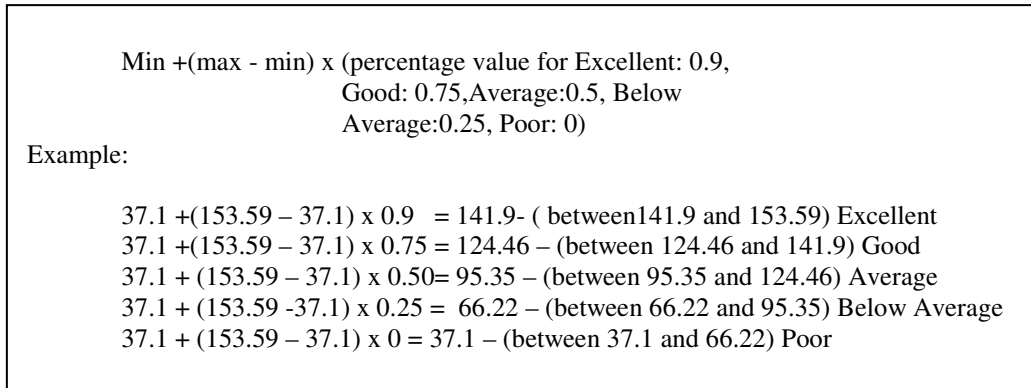 Min +(max - min) x (percentage value for Excellent: 0.9,
Good: 0.75,Average:0.5, Below
Average:0.25, Poor: 0)
Example:
37.1 +(153.59 – 37.1) x 0.9 = 141.9- ( between141.9 and 153.59) Excellent
37.1 +(153.59 – 37.1) x 0.75 = 124.46 – (between 124.46 and 141.9) Good
37.1 + (153.59 – 37.1) x 0.50= 95.35 – (between 95.35 and 124.46) Average
37.1 + (153.59 -37.1) x 0.25 = 66.22 – (between 66.22 and 95.35) Below Average
37.1 + (153.59 – 37.1) x 0 = 37.1 – (between 37.1 and 66.22) Poor